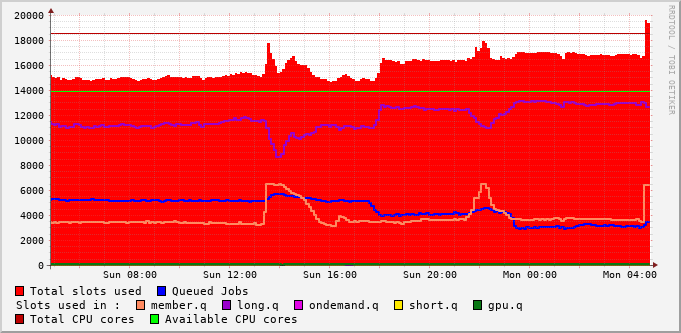 20000
18000
16000
14000
12000
10000
8000
6000
4000
2000
0
Sun 08:00 Sun 12:00 Sun 16:00 Sun 20:00 Mon 00:00 Mon 04:00
RRDTOOL / TOBI OETIKER
Total slots used Queued Jobs
Slots used in : member.q long.q ondemand.q short.q gpu.q
Total CPU cores Available CPU cores